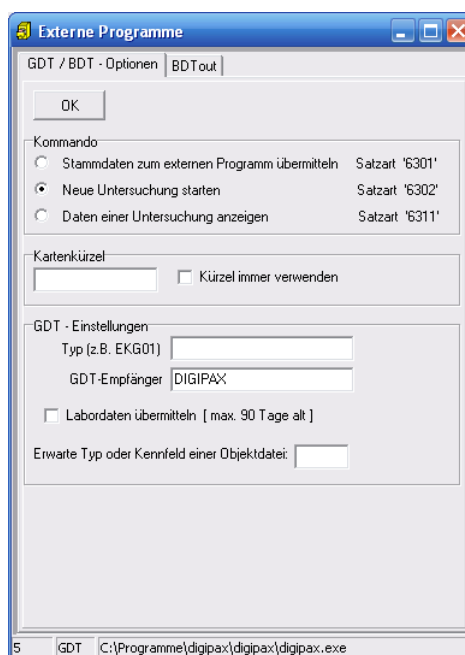 Externe Programme
GDT / BDT - Optionen BDTout
OK
Kommando
Stammdaten zum externen Programm übermitteln Satzart '6301'
Neue Untersuchung starten Satzart '6302'
Daten einer Untersuchung anzeigen Satzart '6311'
Kartenkürzel
Kürzel immer verwenden
GDT - Einstellungen
Typ (z.B. EKG01)
GDT-Empfänger DIGIPAX
Labordaten übermitteln [ max. 90 Tage alt ]
Erwarte Typ oder Kennfeld einer Objektdatei:
5 GDT C:\Programme\digipax\digipax\digipax.exe